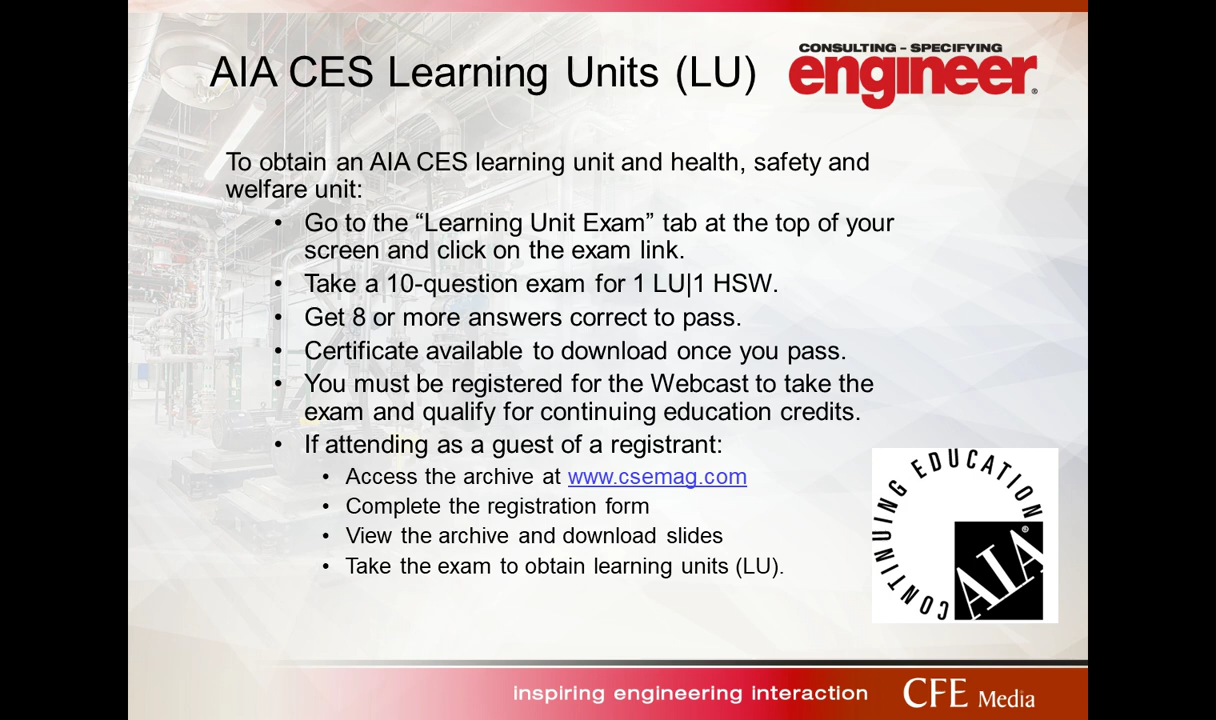 AIA CES Learning Units (LU)
CONSULTING - SPECIFYING
engineer®
To obtain an AIA CES learning unit and health, safety and
welfare unit:
• Go to the “Learning Unit Exam” tab at the top of your
screen and click on the exam link.
• Take a 10-question exam for 1 LU|1 HSW.
• Get 8 or more answers correct to pass.
• Certificate available to download once you pass.
• You must be registered for the Webcast to take the
exam and qualify for continuing education credits.
• If attending as a guest of a registrant:
• Access the archive at www.csemag.com
• Complete the registration form
• View the archive and download slides
• Take the exam to obtain learning units (LU).
CONTINUING EDUCATION
AIA®
inspiring engineering interaction
CFE Media